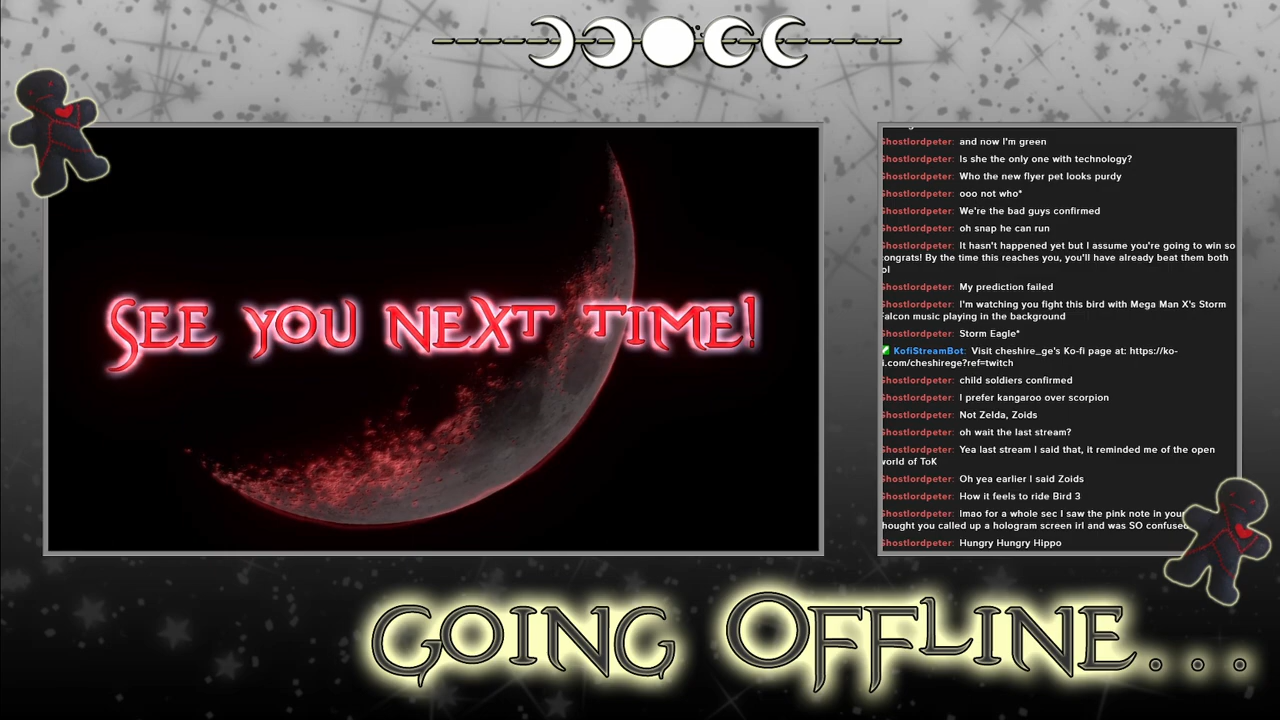 See you next time!
Ghostlordpeter: and now I'm green
Ghostlordpeter: Is she the only one with technology?
Ghostlordpeter: Who the new flyer pet looks purdy
Ghostlordpeter: ooo not who*
Ghostlordpeter: We're the bad guys confirmed
Ghostlordpeter: oh snap he can run
Ghostlordpeter: It hasn't happened yet but I assume you're going to win so
congrats! By the time this reaches you, you'll have already beat them both
lol
Ghostlordpeter: My prediction failed
Ghostlordpeter: I'm watching you fight this bird with Mega Man X's Storm
Falcon music playing in the background
Ghostlordpeter: Storm Eagle*
KofiStreamBot: Visit cheshire_ge's Ko-fi page at: https://ko-
fi.com/cheshirege?ref=twitch
Ghostlordpeter: child soldiers confirmed
Ghostlordpeter: I prefer kangaroo over scorpion
Ghostlordpeter: Not Zelda, Zoids
Ghostlordpeter: oh wait the last stream?
Ghostlordpeter: Yea last stream I said that, it reminded me of the open
world of ToK
Ghostlordpeter: Oh yea earlier I said Zoids
Ghostlordpeter: How it feels to ride Bird 3
Ghostlordpeter: lmao for a whole sec I saw the pink note in your
thought you called up a hologram screen irl and was SO confused
Ghostlordpeter: Hungry Hungry Hippo
Going Offline...